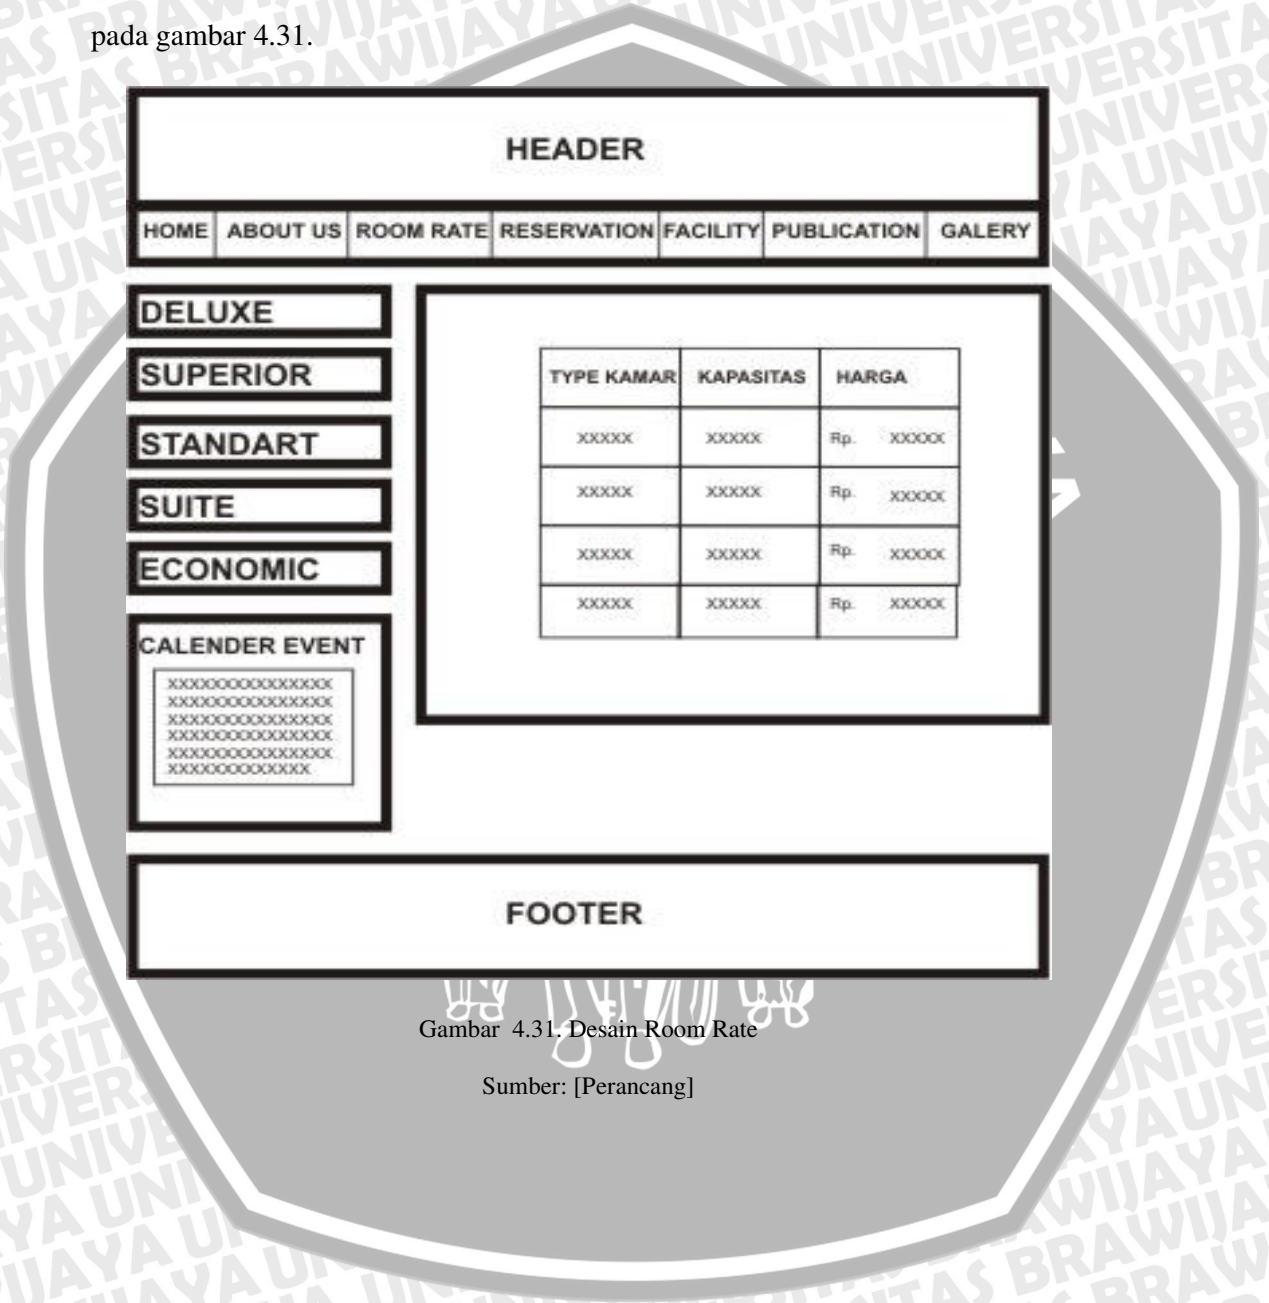 pada gambar 4.31.
HEADER
HOME ABOUT US ROOM RATE RESERVATION FACILITY PUBLICATION GALERY
DELUXE
SUPERIOR
STANDART
SUITE
ECONOMIC
CALENDER EVENT
XXXXXXXXXXXXXXX
XXXXXXXXXXXXXXX
XXXXXXXXXXXXXXX
XXXXXXXXXXXXXXX
XXXXXXXXXXXXXXX
XXXXXXXXXXXXX
TYPE KAMAR KAPASITAS HARGA
XXXXX XXXXX Rp. XXXXX
XXXXX XXXXX Rp. XXXXX
XXXXX XXXXX Rp. XXXXX
XXXXX XXXXX Rp. XXXXX
FOOTER
Gambar 4.31. Desain Room Rate
Sumber: [Perancang]